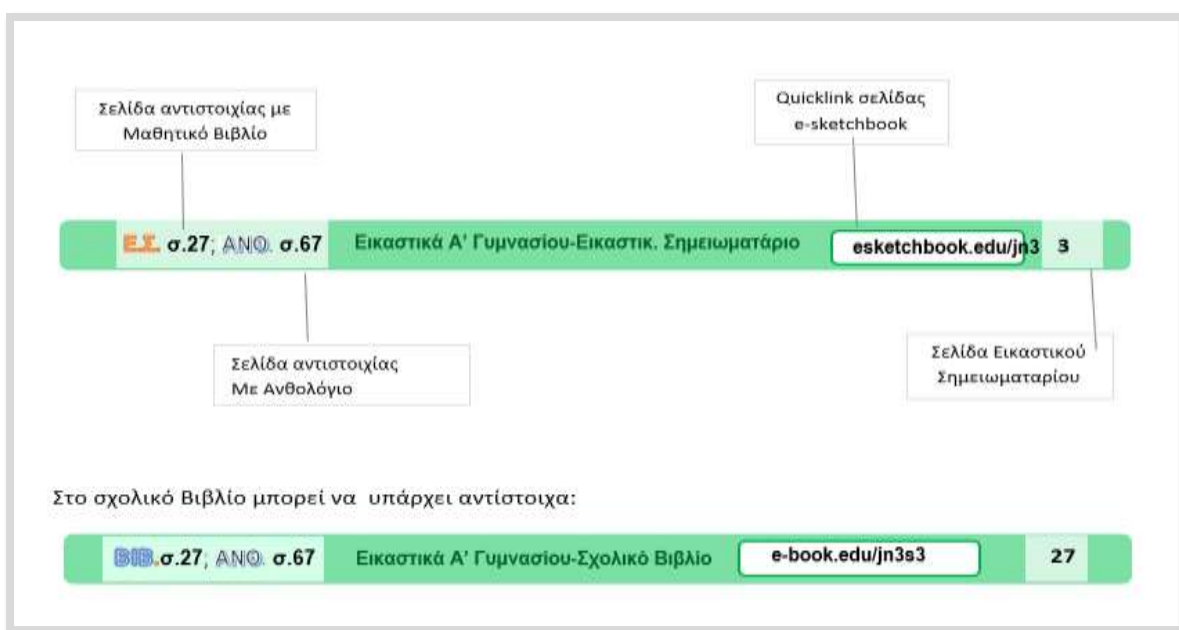 Σελίδα αντιστοιχίας με
Μαθητικό Βιβλίο
Quicklink σελίδας
e-sketchbook
Ε.Σ. σ.27; ΑΝΘ. σ.67 Εικαστικά Α' Γυμνασίου-Εικαστικ. Σημειωματάριο esketchbook.edu/jn3 3
Σελίδα αντιστοιχίας
Με Ανθολόγιο
Σελίδα Εικαστικού
Σημειωματαρίου
Στο σχολικό Βιβλίο μπορεί να υπάρχει αντίστοιχα:
ΒΙΒ.σ.27; ΑΝΘ. σ.67 Εικαστικά Α' Γυμνασίου-Σχολικό Βιβλίο e-book.edu/jn3s3 27